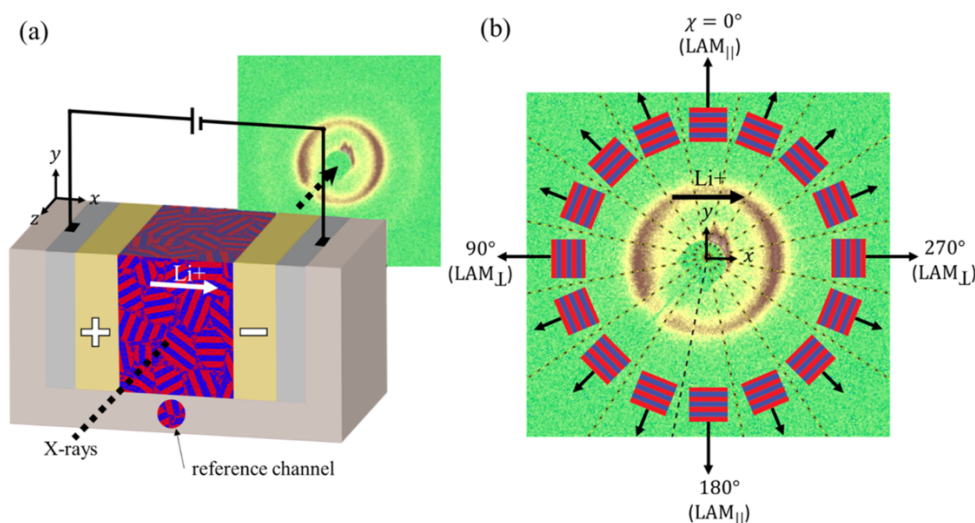 (a)
y
x
z
Li+
+
−
X-rays
reference channel
(b)
χ = 0°
(LAM||)
Li+
y
x
90°
(LAM⊥)
270°
(LAM⊥)
180°
(LAM||)